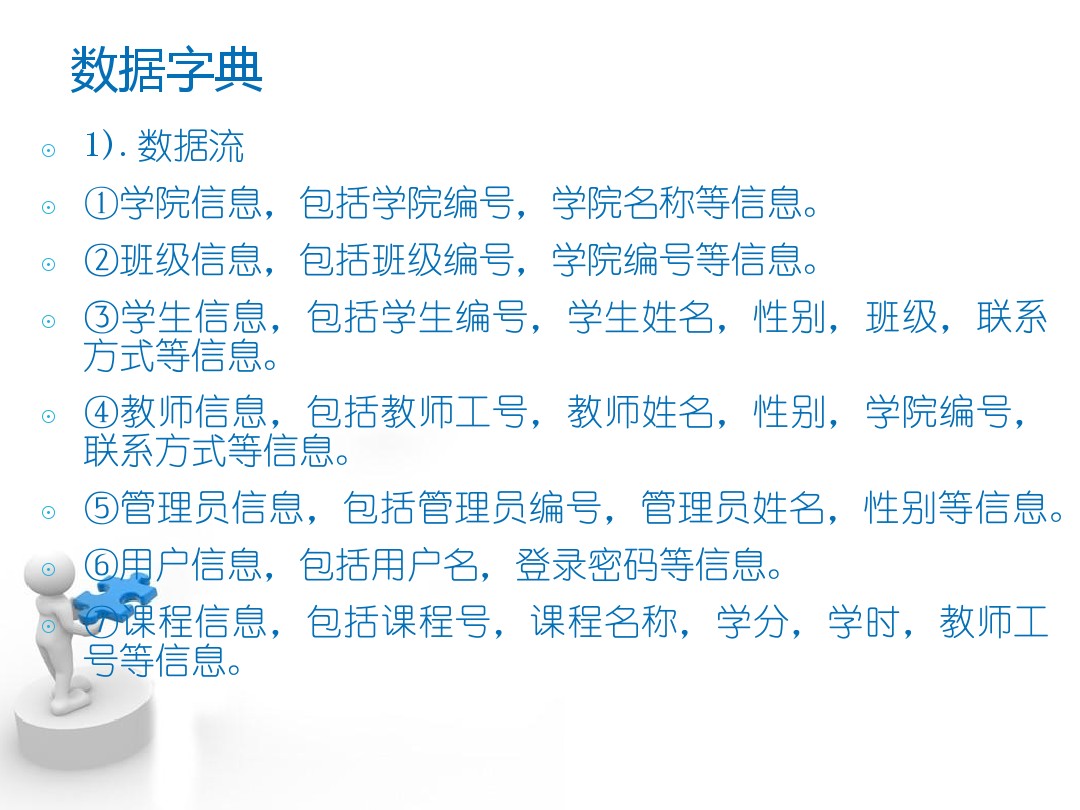 数据字典
1).数据流
①学院信息，包括学院编号，学院名称等信息。
②班级信息，包括班级编号，学院编号等信息。
③学生信息，包括学生编号，学生姓名，性别，班级，联系
方式等信息。
④教师信息，包括教师工号，教师姓名，性别，学院编号，
联系方式等信息。
⑤管理员信息，包括管理员编号，管理员姓名，性别等信息。
⑥用户信息，包括用户名，登录密码等信息。
⑦课程信息，包括课程号，课程名称，学分，学时，教师工
号等信息。